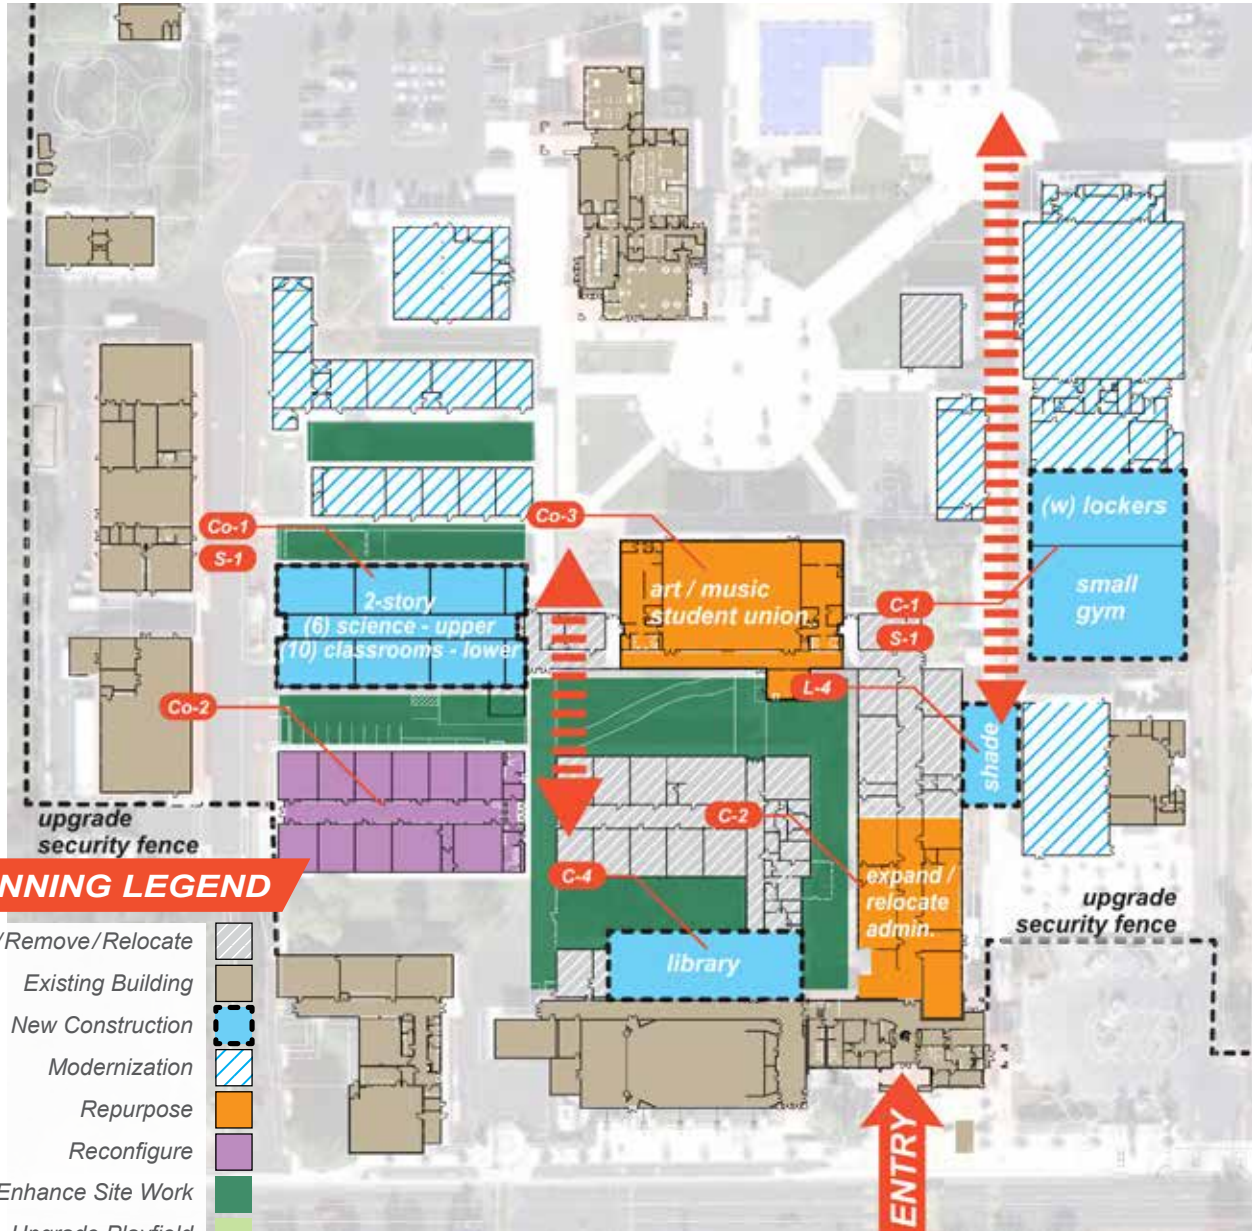 (w) lockers
Co-3
Co-1
S-1
art / music
student union
small
gym
C-1
2-story
(6) science - upper
(10) classrooms - lower
S-1
L-4
Co-2
shade
C-2
upgrade
security fence
expand /
relocate
admin.
C-4
upgrade
security fence
library
NNING LEGEND
/Remove/Relocate
Existing Building
New Construction
Modernization
Repurpose
Reconfigure
Enhance Site Work
Upgrade Playfield
ENTRY